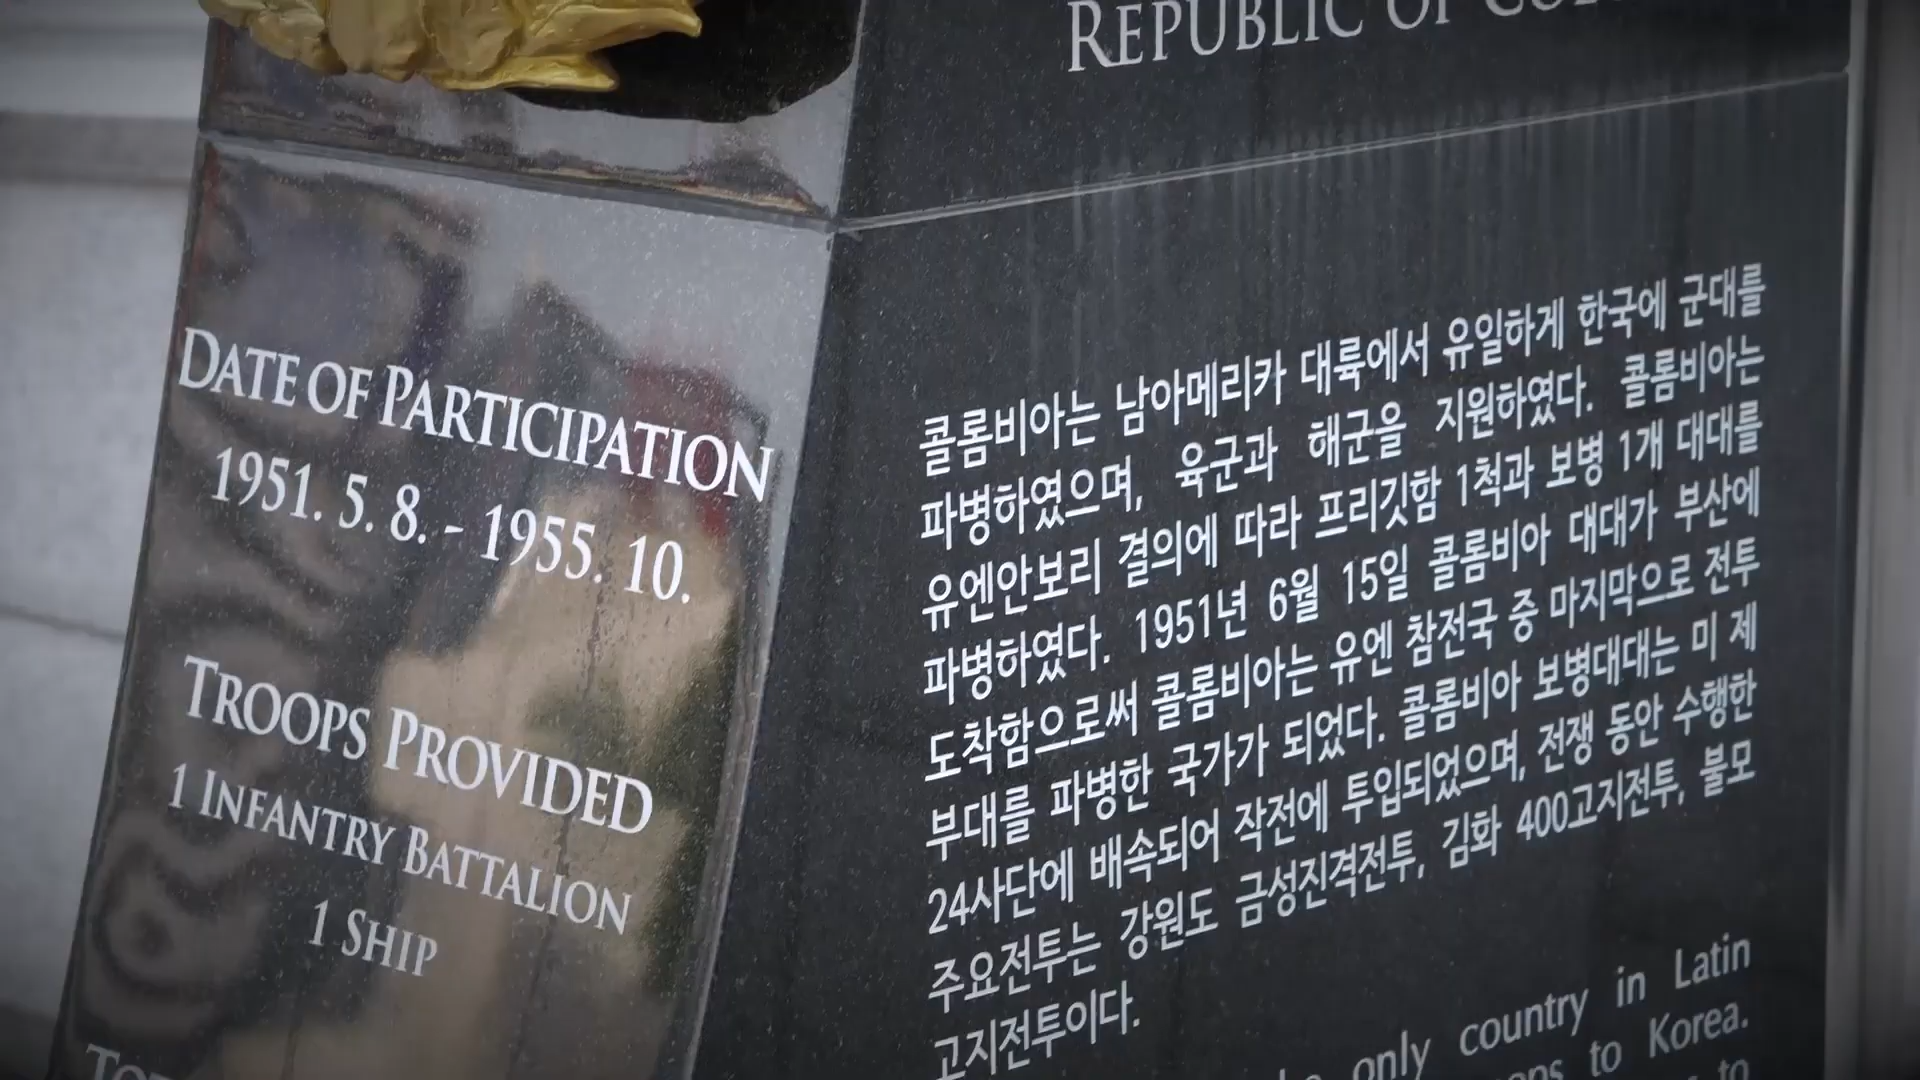 REPUBLIC OF
DATE OF PARTICIPATION
1951. 5. 8. - 1955. 10.
TROOPS PROVIDED
1 INFANTRY BATTALION
1 SHIP
콜롬비아는 남아메리카 대륙에서 유일하게 한국에 군대를
파병하였으며, 육군과 해군을 지원하였다. 콜롬비아는
유엔안보리 결의에 따라 프리깃함 1척과 보병 1개 대대를
파병하였다. 1951년 6월 15일 콜롬비아 대대가 부산에
도착함으로써 콜롬비아는 유엔 참전국 중 마지막으로 전투
부대를 파병한 국가가 되었다. 콜롬비아 보병대대는 미 제
24사단에 배속되어 작전에 투입되었으며, 전쟁 동안 수행한
주요전투는 강원도 금성진격전투, 김화 400고지전투, 불모
고지전투이다.
only country in Latin
to Korea.
to